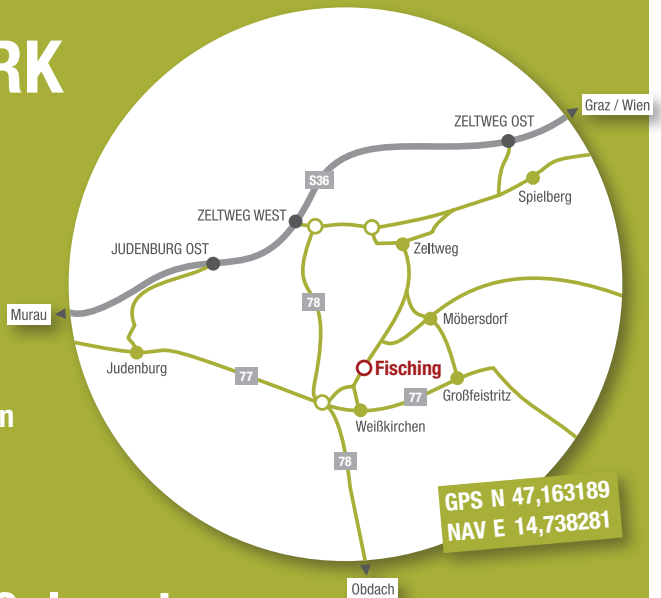 RK
Graz / Wien
ZELTWEG OST
S36
Spielberg
ZELTWEG WEST
Zeltweg
JUDENBURG OST
78
Murau
Möbersdorf
Judenburg
Fisching
77
77
Großfeistritz
n
Weißkirchen
78
GPS N 47,163189
NAV E 14,738281
Obdach